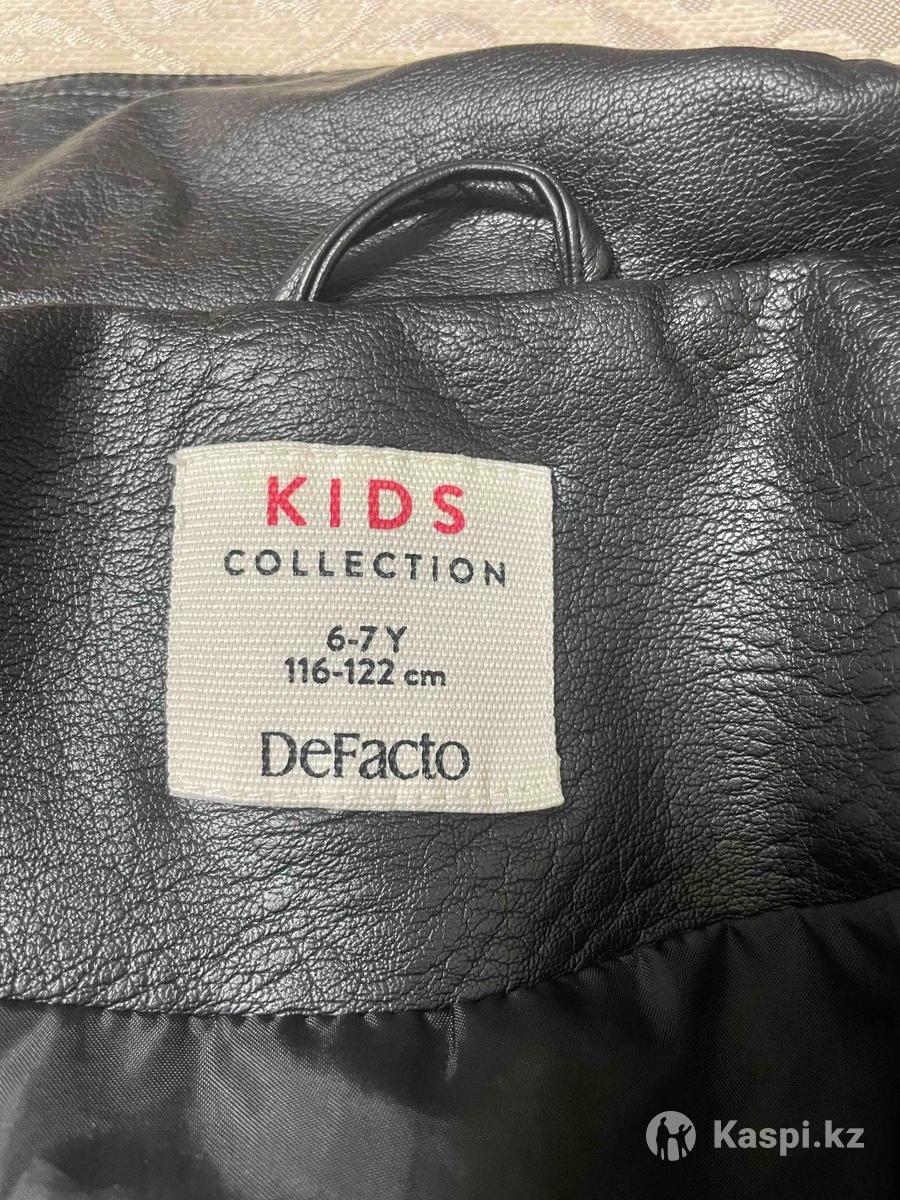 KIDS
COLLECTION
6-7 Y
116-122 cm
DeFacto
Kaspi.kz